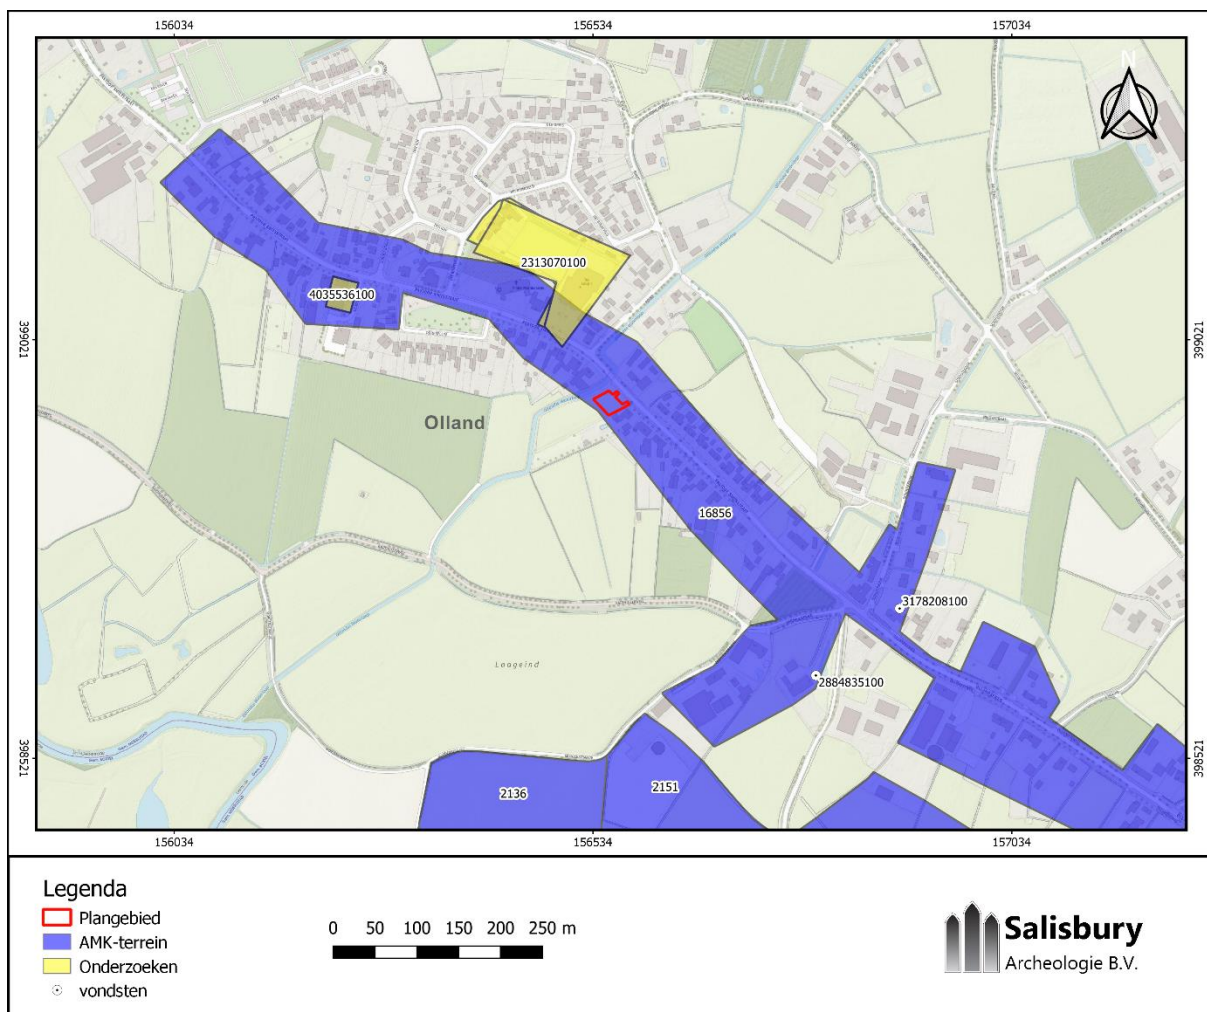 156034 156534 157034
N
2313070100
4035536100
399021 399021
Olland
16856
3178208100
Laageind
2884835100
398521 398521
2136 2151
156034 156534 157034
Legenda
Plangebied
AMK-terrein
Onderzoeken
vondsten
0 50 100 150 200 250 m
Salisbury
Archeologie B.V.